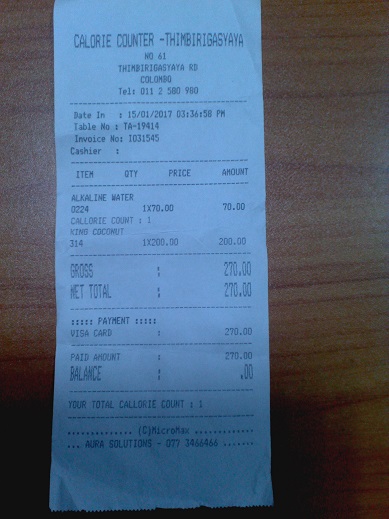 CALORIE COUNTER -THIMBIRIGASYAYA
NO 61
THIMBIRIGASYAYA RD
COLOMBO
Tel: 011 2 580 980
Date In : 15/01/2017 03:36:58 PM
Table No : TA-19414
Invoice No: I031545
Cashier :
ITEM QTY PRICE AMOUNT
ALKALINE WATER
0224 1X70.00 70.00
CALLORIE COUNT : 1
KING COCONUT
314 1X200.00 200.00
GROSS : 270.00
NET TOTAL : 270.00
::::: PAYMENT :::::
VISA CARD : 270.00
PAID AMOUNT : 270.00
BALANCE : .00
YOUR TOTAL CALLORIE COUNT : 1
.............. (C)MicroMax .............
... AURA SOLUTIONS - 077 3466466 .......